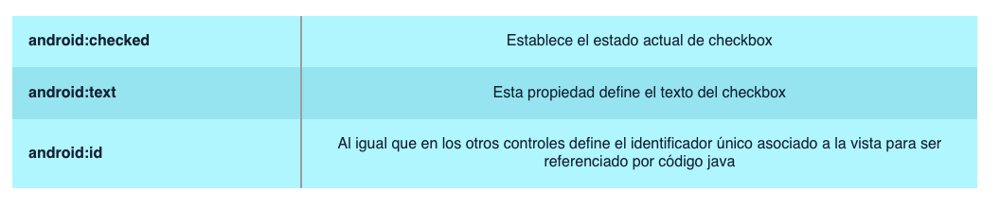 android:checked
Establece el estado actual de checkbox
android:text
Esta propiedad define el texto del checkbox
android:id
Al igual que en los otros controles define el identificador único asociado a la vista para ser
referenciado por código java